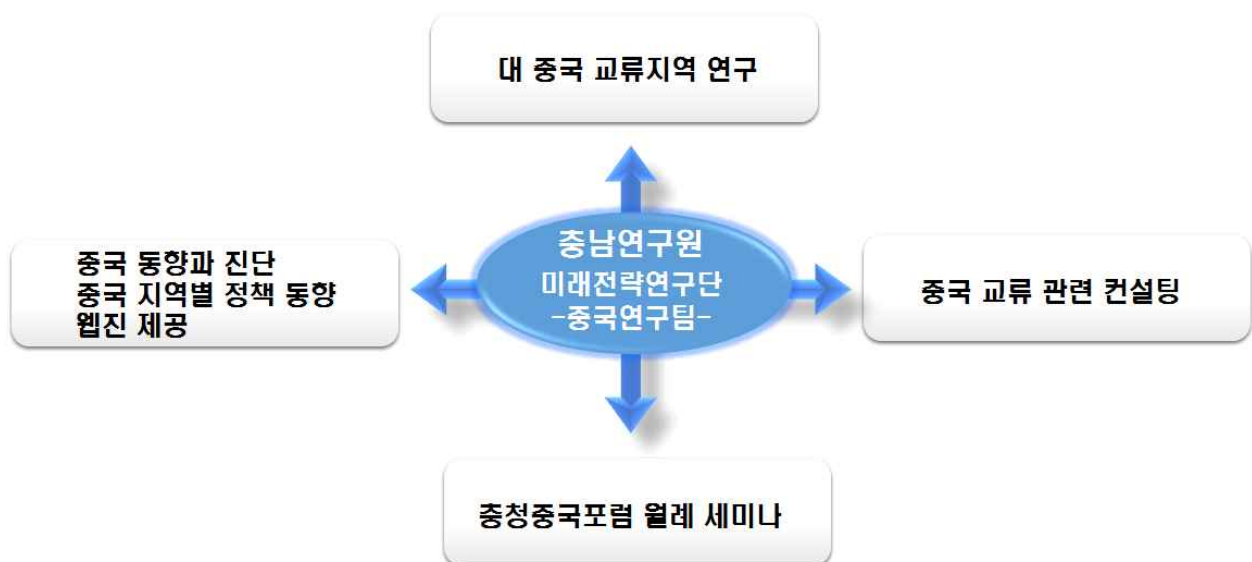 대 중국 교류지역 연구
충남연구원
미래전략연구단
-중국연구팀-
중국 동향과 진단
중국 지역별 정책 동향
웹진 제공
중국 교류 관련 컨설팅
충청중국포럼 월례 세미나